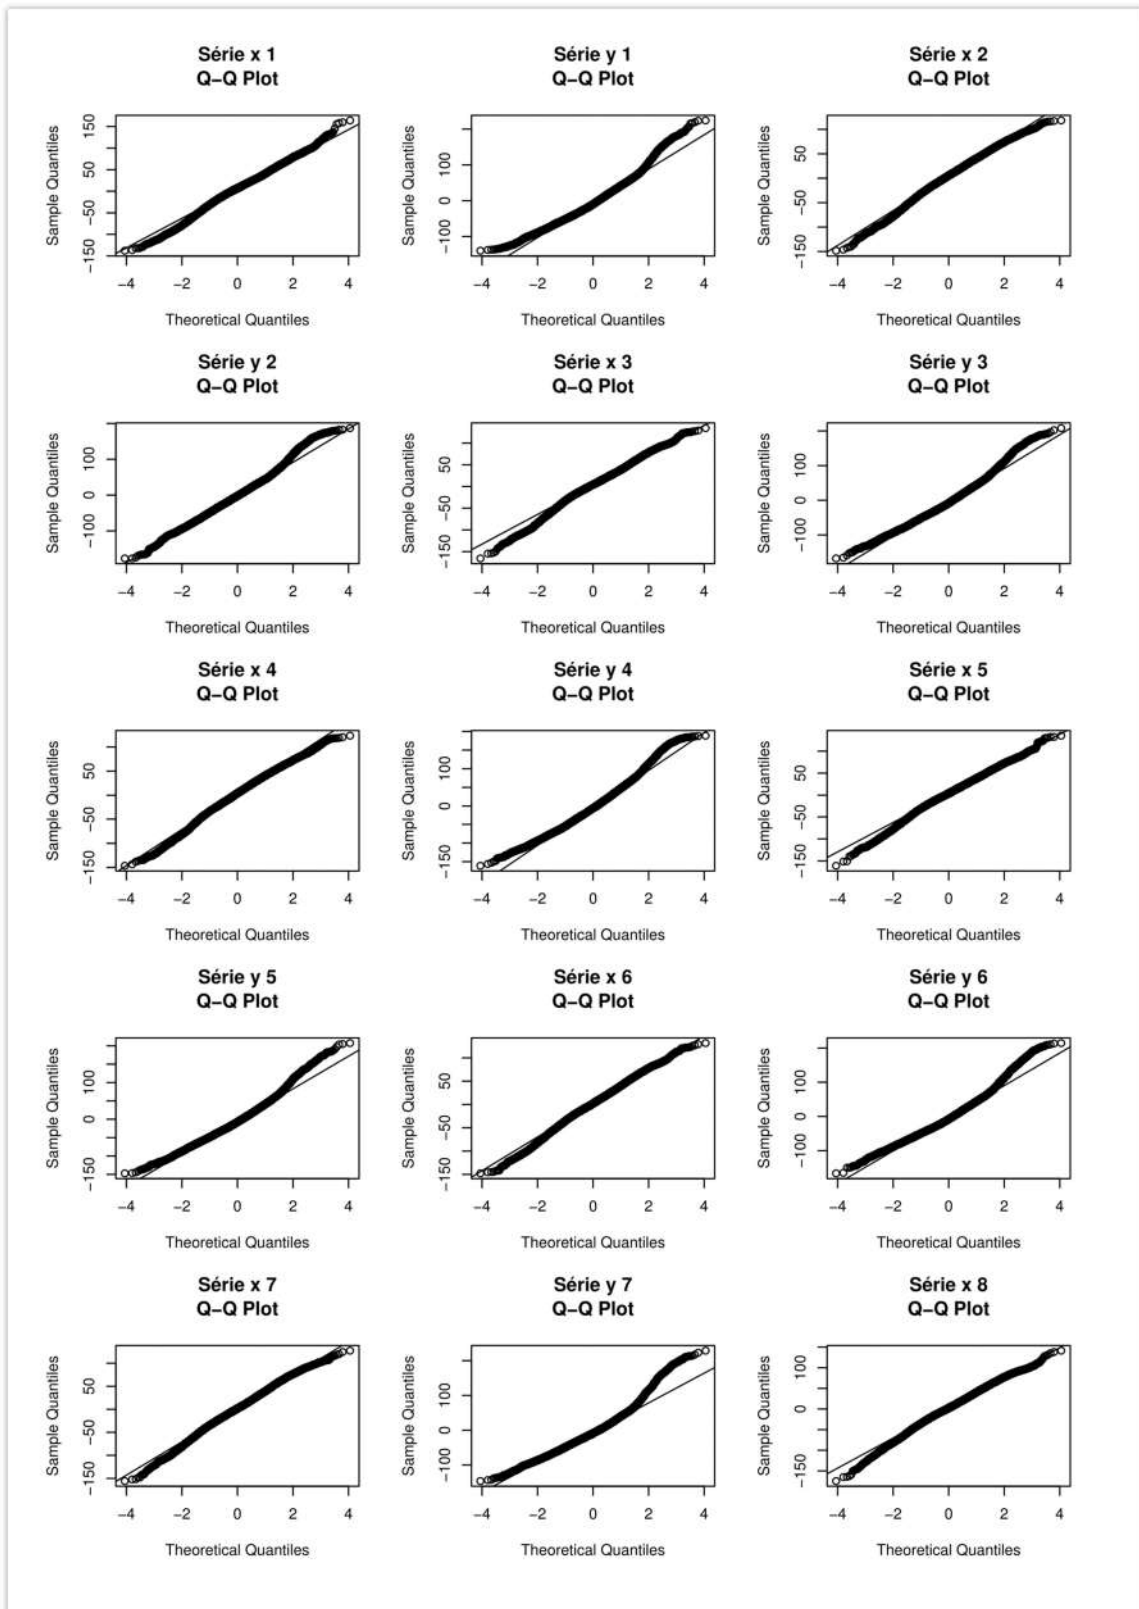 Série x 1
Q−Q Plot
Sample Quantiles
−150 −50 50 150
−4 −2 0 2 4
Theoretical Quantiles
Série y 1
Q−Q Plot
Sample Quantiles
−100 0 100
−4 −2 0 2 4
Theoretical Quantiles
Série x 2
Q−Q Plot
Sample Quantiles
−150 −50 50
−4 −2 0 2 4
Theoretical Quantiles
Série y 2
Q−Q Plot
Sample Quantiles
−100 0 100
−4 −2 0 2 4
Theoretical Quantiles
Série x 3
Q−Q Plot
Sample Quantiles
−150 −50 50
−4 −2 0 2 4
Theoretical Quantiles
Série y 3
Q−Q Plot
Sample Quantiles
−100 0 100
−4 −2 0 2 4
Theoretical Quantiles
Série x 4
Q−Q Plot
Sample Quantiles
−150 −50 50
−4 −2 0 2 4
Theoretical Quantiles
Série y 4
Q−Q Plot
Sample Quantiles
−150 0 100
−4 −2 0 2 4
Theoretical Quantiles
Série x 5
Q−Q Plot
Sample Quantiles
−150 −50 50
−4 −2 0 2 4
Theoretical Quantiles
Série y 5
Q−Q Plot
Sample Quantiles
−150 0 100
−4 −2 0 2 4
Theoretical Quantiles
Série x 6
Q−Q Plot
Sample Quantiles
−150 −50 50
−4 −2 0 2 4
Theoretical Quantiles
Série y 6
Q−Q Plot
Sample Quantiles
−100 0 100
−4 −2 0 2 4
Theoretical Quantiles
Série x 7
Q−Q Plot
Sample Quantiles
−150 −50 50
−4 −2 0 2 4
Theoretical Quantiles
Série y 7
Q−Q Plot
Sample Quantiles
−100 0 100
−4 −2 0 2 4
Theoretical Quantiles
Série x 8
Q−Q Plot
Sample Quantiles
−150 0 100
−4 −2 0 2 4
Theoretical Quantiles